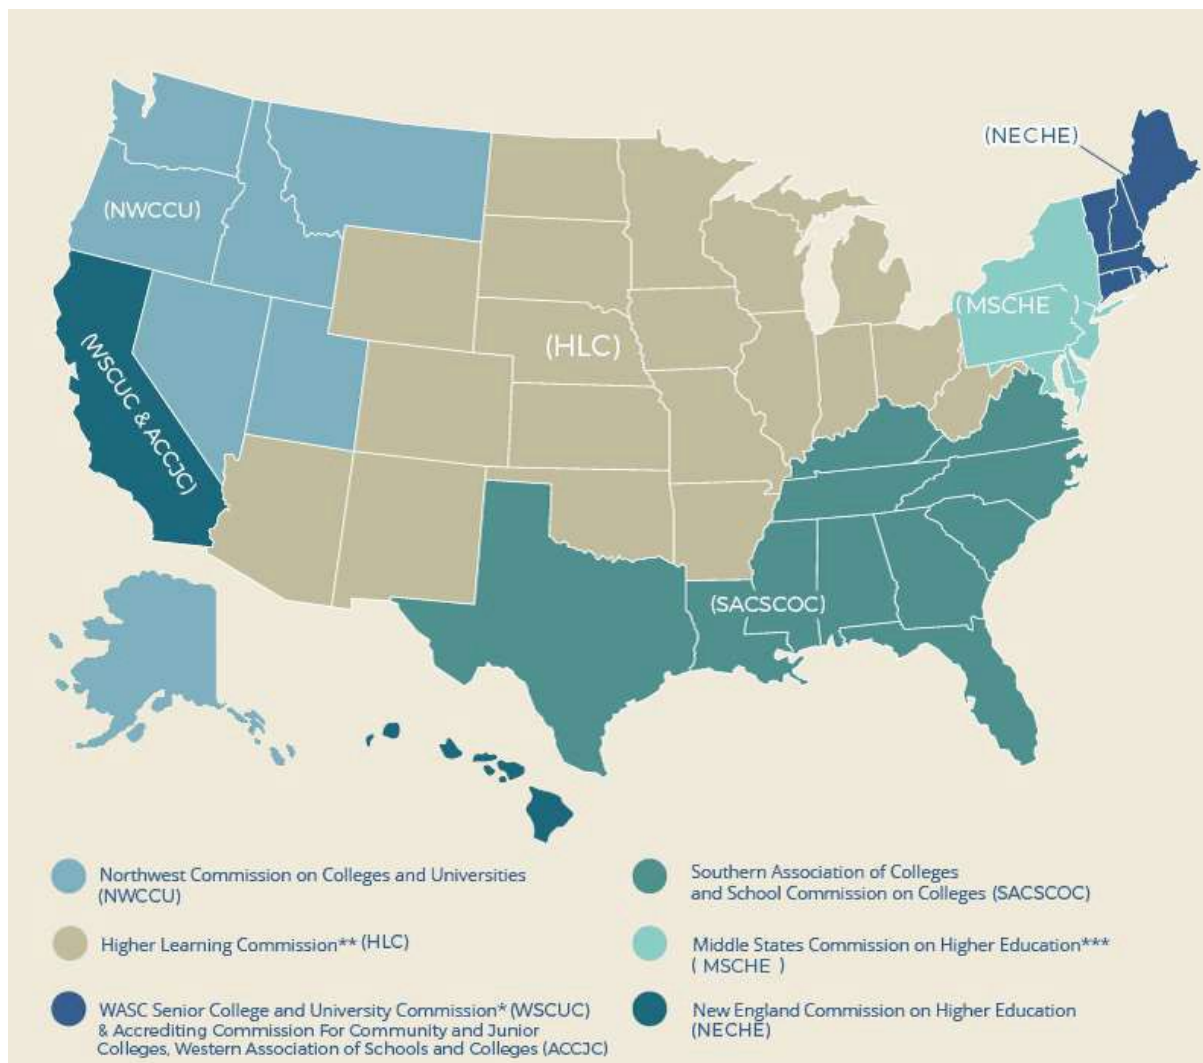 (NECHE)
(NWCCU)
(MSCHE )
(HLC)
(WSCUC & ACCJC)
(SACSCOC)
Northwest Commission on Colleges and Universities
(NWCCU)
Higher Learning Commission** (HLC)
WASC Senior College and University Commission* (WSCUC)
& Accrediting Commission For Community and Junior
Colleges, Western Association of Schools and Colleges (ACCJC)
Southern Association of Colleges
and School Commission on Colleges (SACSCOC)
Middle States Commission on Higher Education***
( MSCHE )
New England Commission on Higher Education
(NECHE)